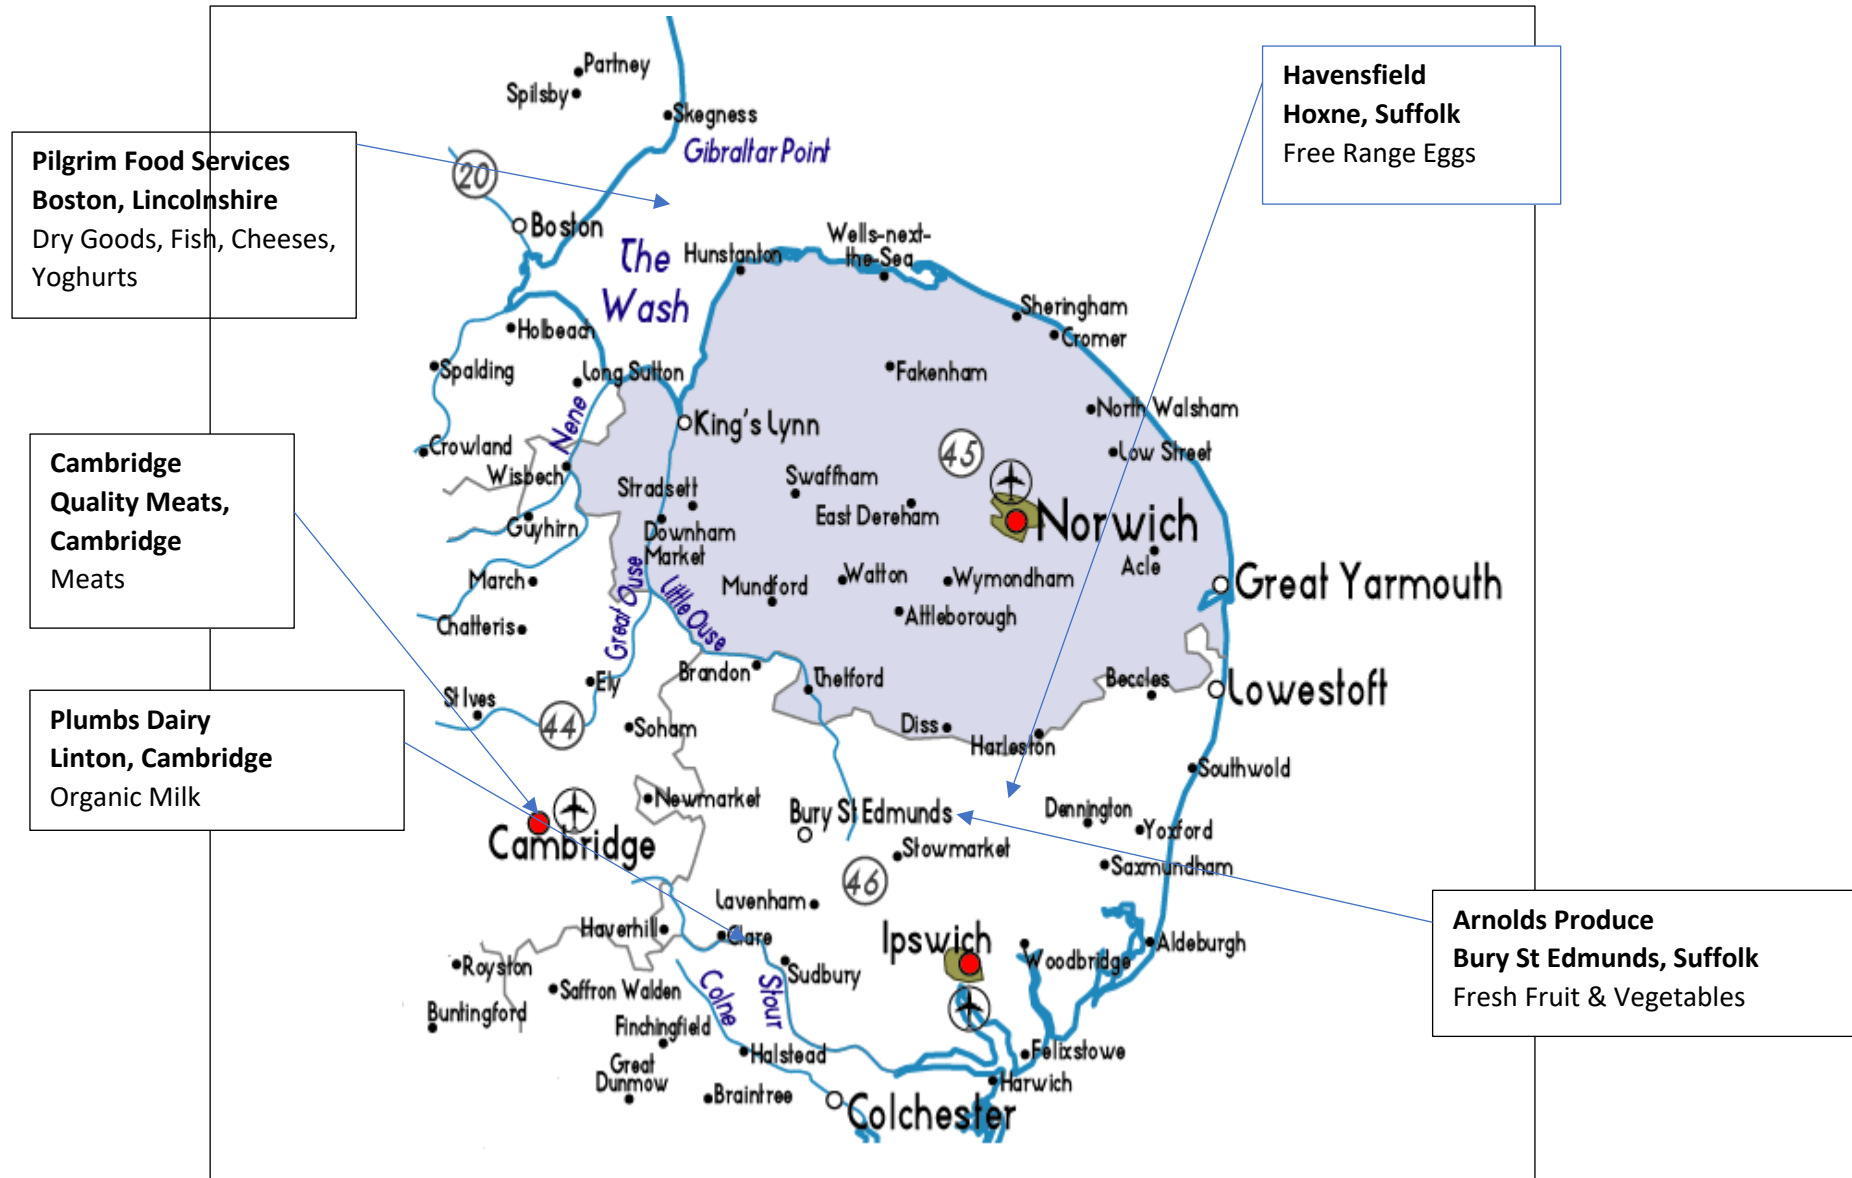 Pilgrim Food Services
Boston, Lincolnshire
Dry Goods, Fish, Cheeses,
Yoghurts
Cambridge
Quality Meats,
Cambridge
Meats
Plumbs Dairy
Linton, Cambridge
Organic Milk
Havensfield
Hoxne, Suffolk
Free Range Eggs
Arnolds Produce
Bury St Edmunds, Suffolk
Fresh Fruit & Vegetables
Partney
Spilsby
Skegness
Gibraltar Point
20
Boston
The
Wash
Hunstanton
Wells-next-
the-Sea
Sheringham
Cromer
Holbeach
Spalding
Long Sutton
Fakenham
Nene
King's Lynn
North Walsham
Crowland
45
Low Street
Wisbech
Swaffham
Stradsett
East Dereham
Norwich
Guyhirn
Downham
Market
Acle
March
Great Ouse
Little Ouse
Mundford
Watton
Wymondham
Great Yarmouth
Attleborough
Chatteris
Brandon
Thetford
Beccles
Lowestoft
Ely
St Ives
44
Soham
Diss
Harleston
Southwold
Newmarket
Bury St Edmunds
Dennington
Yoxford
Cambridge
Stowmarket
Saxmundham
46
Lavenham
Haverhill
Clare
Ipswich
Woodbridge
Aldeburgh
Royston
Sudbury
Saffron Walden
Colne
Stour
Buntingford
Finchingfield
Halstead
Felixstowe
Great
Dunmow
Braintree
Harwich
Colchester